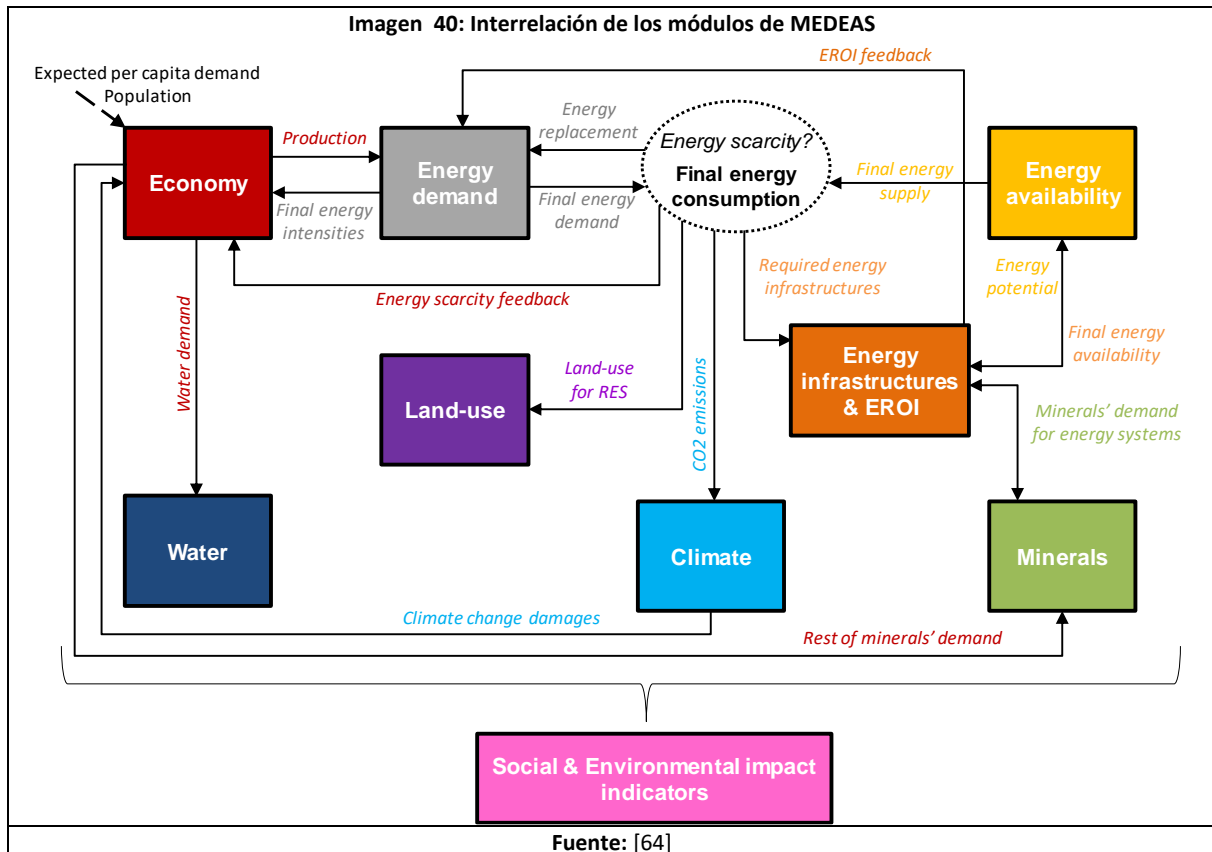 Imagen 40: Interrelación de los módulos de MEDEAS
EROI feedback
Expected per capita demand
Population
Production
Energy
replacement
Energy scarcity?
Final energy
consumption
Economy
Energy
demand
Final energy
supply
Energy
availability
Final energy
intensities
Final energy
demand
Required energy
infrastructures
Energy
potential
Energy scarcity feedback
Water demand
Land-use
Land-use
for RES
CO2 emissions
Energy
infrastructures
& EROI
Final energy
availability
Minerals’ demand
for energy systems
Water
Climate
Minerals
Climate change damages
Rest of minerals’ demand
Social & Environmental impact
indicators
Fuente: [64]